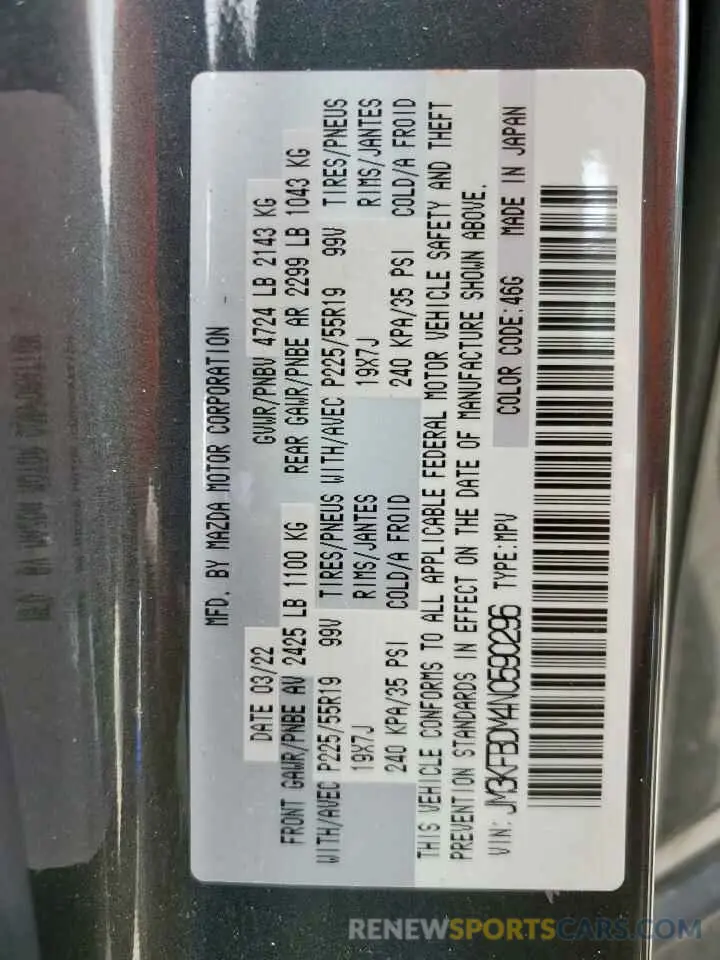 MFD. BY MAZDA MOTOR CORPORATION
DATE 03/22 GVWR/PNBV 4724 LB 2143 KG
FRONT GAWR/PNBE AV 2425 LB 1100 KG REAR GAWR/PNBE AR 2299 LB 1043 KG
WITH/AVEC P225/55R19 99V TIRES/PNEUS WITH/AVEC P225/55R19 99V TIRES/PNEUS
19X7J RIMS/JANTES 19X7J RIMS/JANTES
240 KPA/35 PSI COLD/A FROID 240 KPA/35 PSI COLD/A FROID
THIS VEHICLE CONFORMS TO ALL APPLICABLE FEDERAL MOTOR VEHICLE SAFETY AND THEFT
PREVENTION STANDARDS IN EFFECT ON THE DATE OF MANUFACTURE SHOWN ABOVE.
VIN: JM3KFBDM4N0590296 TYPE: MPV COLOR CODE: 46G MADE IN JAPAN
RENEWSPORTSCARS.COM